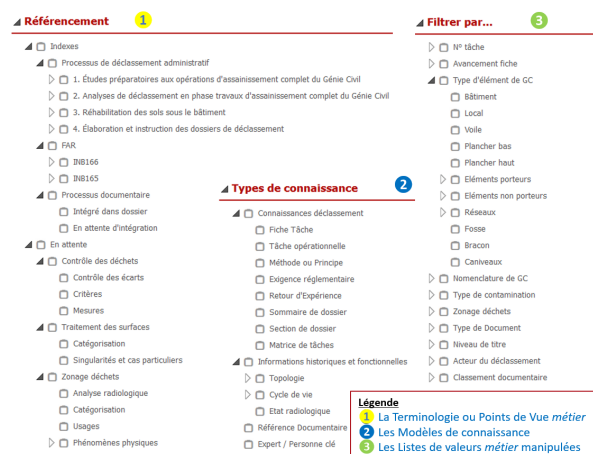 Référencement 1
Indexes
Processus de déclassement administratif
1. Études préparatoires aux opérations d'assainissement complet du Génie Civil
2. Analyses de déclassement en phase travaux d'assainissement complet du Génie Civil
3. Réhabilitation des sols sous le bâtiment
4. Élaboration et instruction des dossiers de déclassement
FAR
INB166
INB165
Processus documentaire
Intégré dans dossier
En attente d'intégration
En attente
Contrôle des déchets
Contrôle des écarts
Critères
Mesures
Traitement des surfaces
Catégorisation
Singularités et cas particuliers
Zonage déchets
Analyse radiologique
Catégorisation
Usages
Phénomènes physiques
Types de connaissance 2
Connaissances déclassement
Fiche Tâche
Tâche opérationnelle
Méthode ou Principe
Exigence réglementaire
Retour d'Expérience
Sommaire de dossier
Section de dossier
Matrice de tâches
Informations historiques et fonctionnelles
Topologie
Cycle de vie
Etat radiologique
Référence Documentaire
Expert / Personne clé
Filtrer par... 3
N° tâche
Avancement fiche
Type d'élément de GC
Bâtiment
Local
Voile
Plancher bas
Plancher haut
Eléments porteurs
Eléments non porteurs
Réseaux
Fosse
Bracon
Caniveaux
Nomenclature de GC
Type de contamination
Zonage déchets
Type de Document
Niveau de titre
Acteur du déclassement
Classement documentaire
Légende
1 La Terminologie ou Points de Vue métier
2 Les Modèles de connaissance
3 Les Listes de valeurs métier manipulées